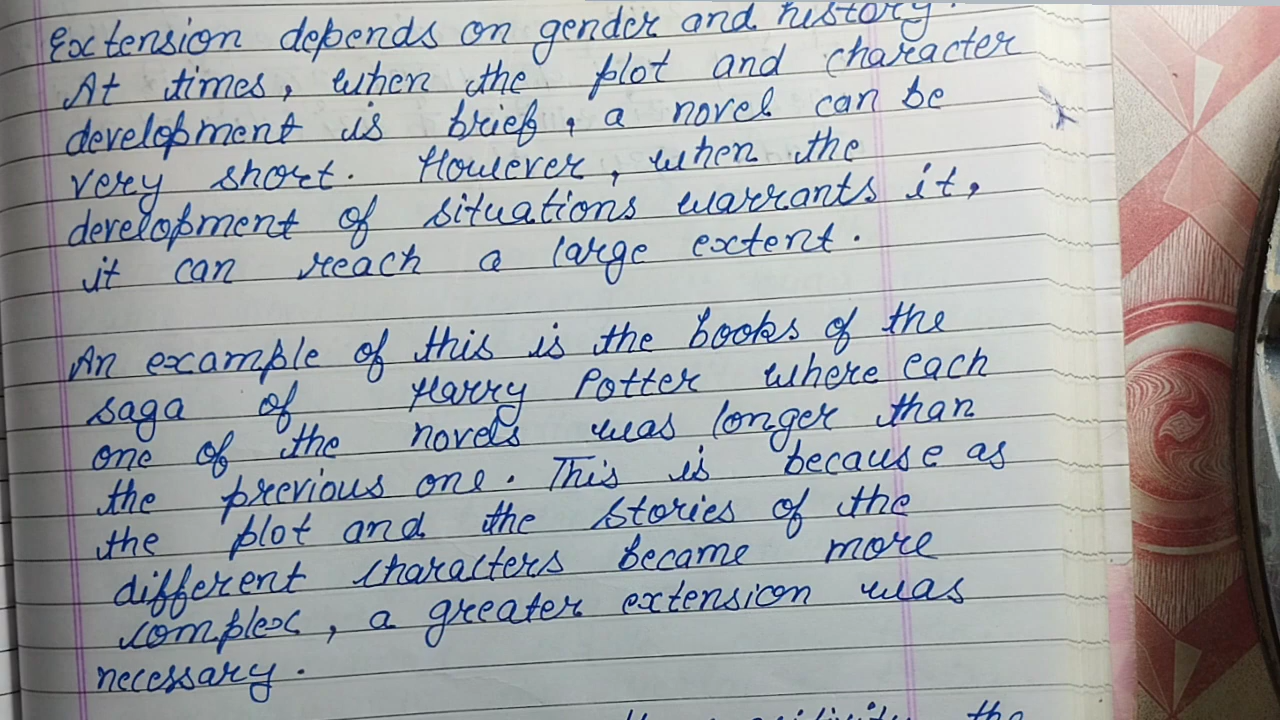 Extension depends on gender and history.
At times, when the plot and character
development is brief, a novel can be
very short. However, when the
development of situations warrants it,
it can reach a large extent.
An example of this is the books of the
saga of Harry Potter where each
one of the novels was longer than
the previous one. This is because as
the plot and the stories of the
different characters became more
complex, a greater extension was
necessary.
the